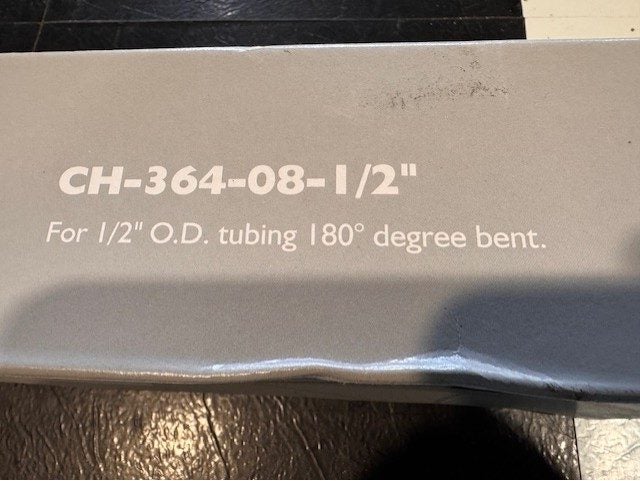 CH-364-08-1/2"
For 1/2" O.D. tubing 180° degree bent.